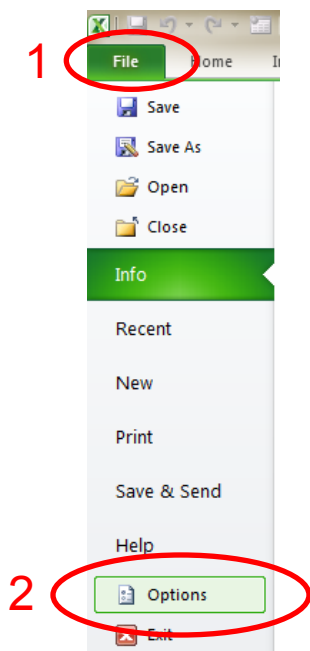 1
File Home I
Save
Save As
Open
Close
Info
Recent
New
Print
Save & Send
Help
2 Options
Exit